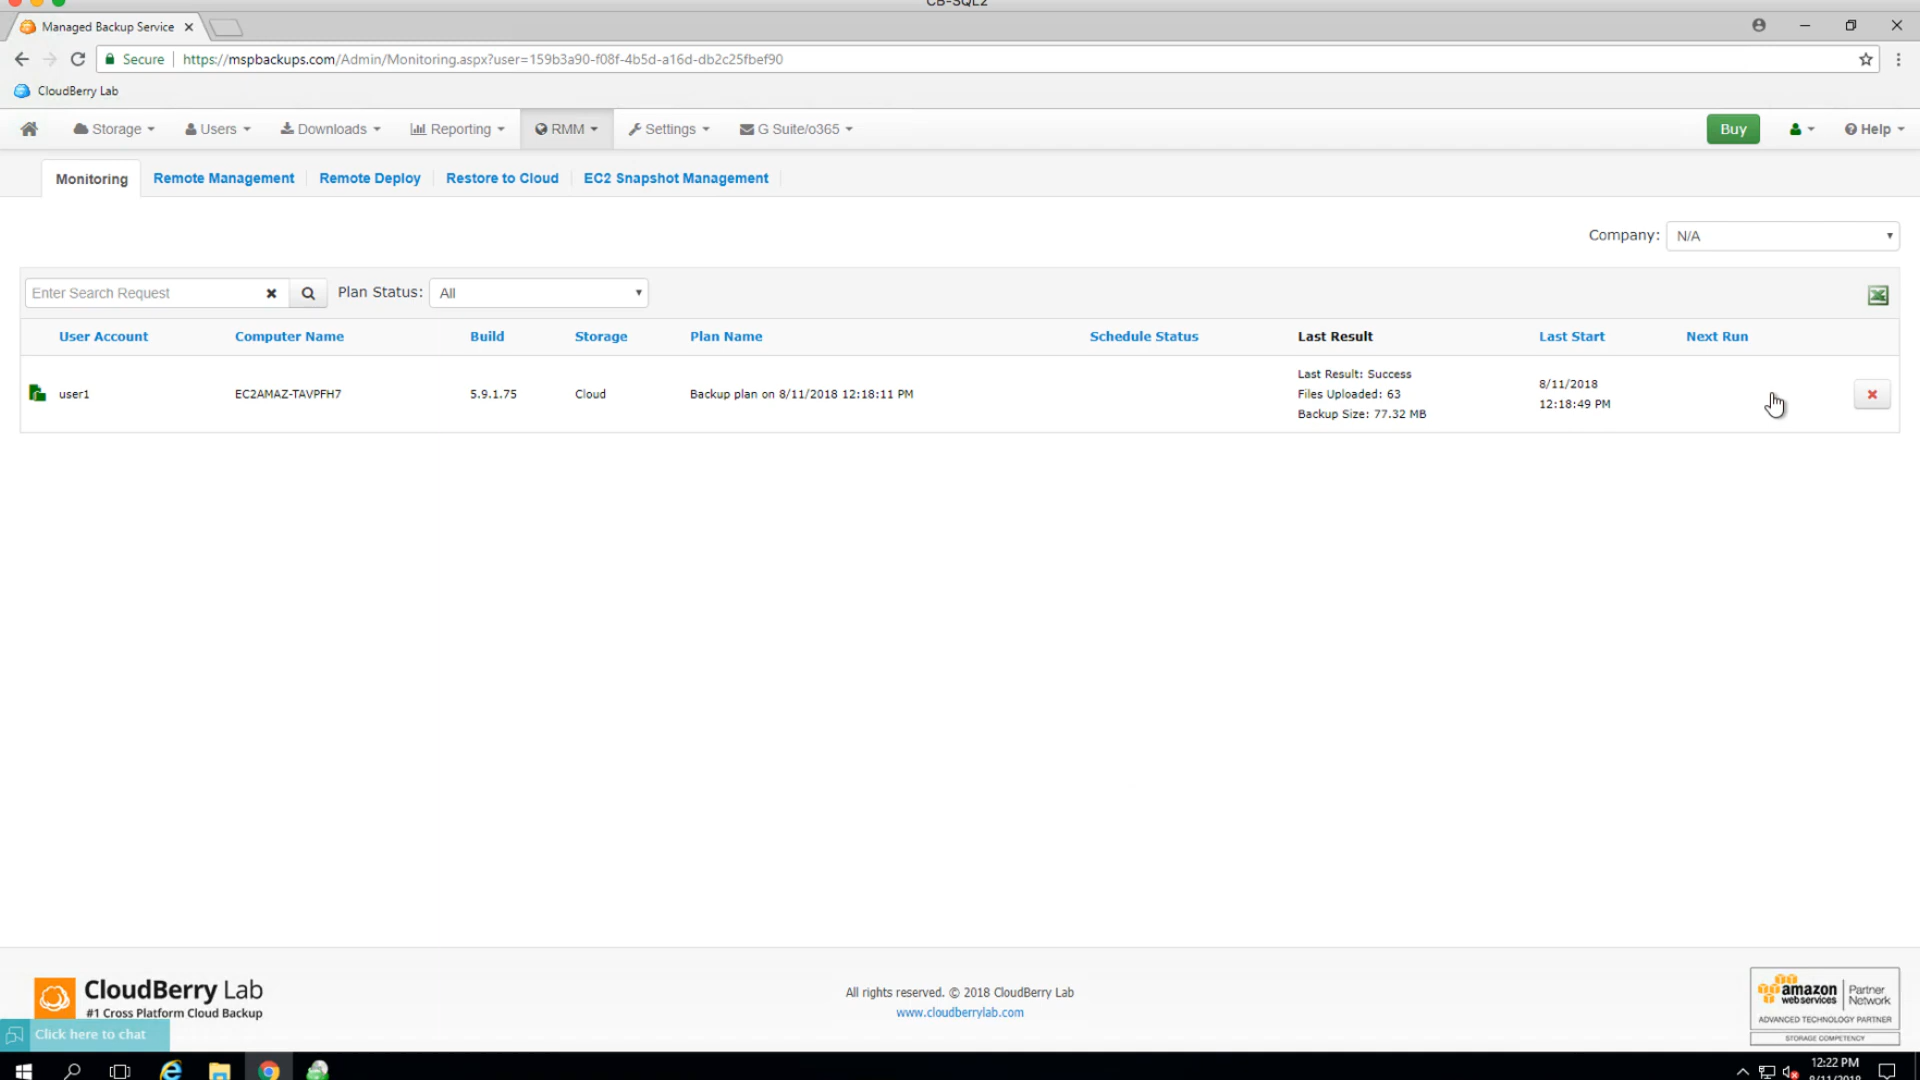 CB-SQL2
Managed Backup Service
Secure https://mspbackups.com/Admin/Monitoring.aspx?user=159b3a90-f08f-4b5d-a16d-db2c25fbef90
CloudBerry Lab
Storage Users Downloads Reporting RMM Settings G Suite/o365 Buy Help
Monitoring Remote Management Remote Deploy Restore to Cloud EC2 Snapshot Management
Company: N/A
Enter Search Request Plan Status: All
User Account Computer Name Build Storage Plan Name Schedule Status Last Result Last Start Next Run
user1 EC2AMAZ-TAVPFH7 5.9.1.75 Cloud Backup plan on 8/11/2018 12:18:11 PM
Last Result: Success
Files Uploaded: 63
Backup Size: 77.32 MB
8/11/2018
12:18:49 PM
CloudBerry Lab
#1 Cross Platform Cloud Backup
Click here to chat
All rights reserved. © 2018 CloudBerry Lab
www.cloudberrylab.com
amazon webservices
Partner Network
ADVANCED TECHNOLOGY PARTNER
STORAGE COMPETENCY
12:22 PM
8/11/2018